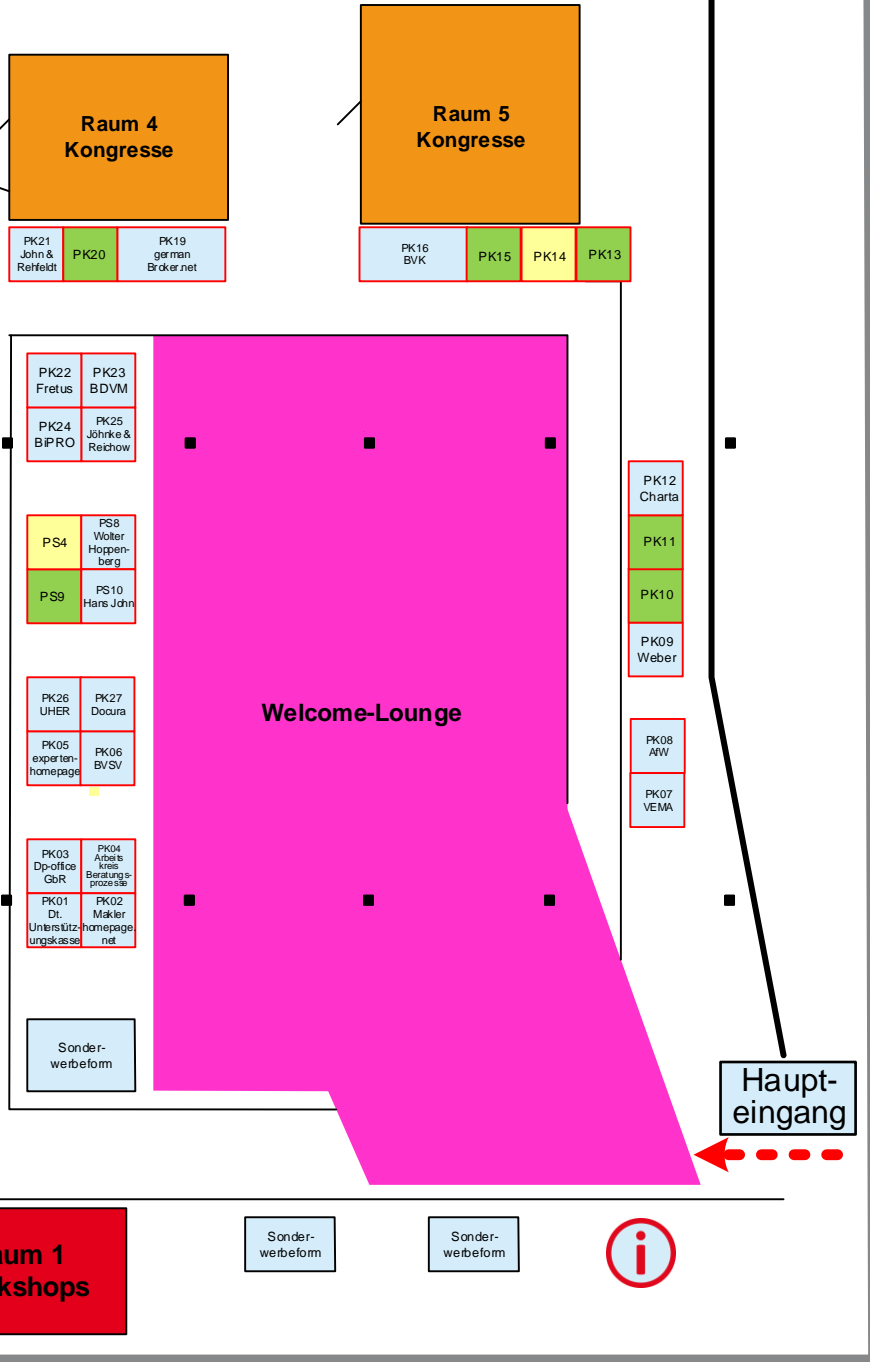 Raum 4
Kongresse
Raum 5
Kongresse
PK21
John &
Rehfeldt
PK20
PK19
german
Broker.net
PK16
BVK
PK15
PK14
PK13
PK22
Fretus
PK23
BDVM
PK24
BiPRO
PK25
Jöhnke &
Reichow
PK12
Charta
PS4
PS8
Wolter
Hoppen-
berg
PK11
PS9
PS10
Hans John
PK10
PK09
Weber
PK26
UHER
PK27
Docura
Welcome-Lounge
PK05
experten-
homepage
PK06
BVSV
PK08
AfW
PK07
VEMA
PK03
Dp-office
GbR
PK04
Arbeits
kreis
Beratungs-
prozesse
PK01
Dt.
Unterstütz-
ungskasse
PK02
Makler
homepage.
net
Sonder-
werbeform
Haupt-
eingang
aum 1
kshops
Sonder-
werbeform
Sonder-
werbeform
i